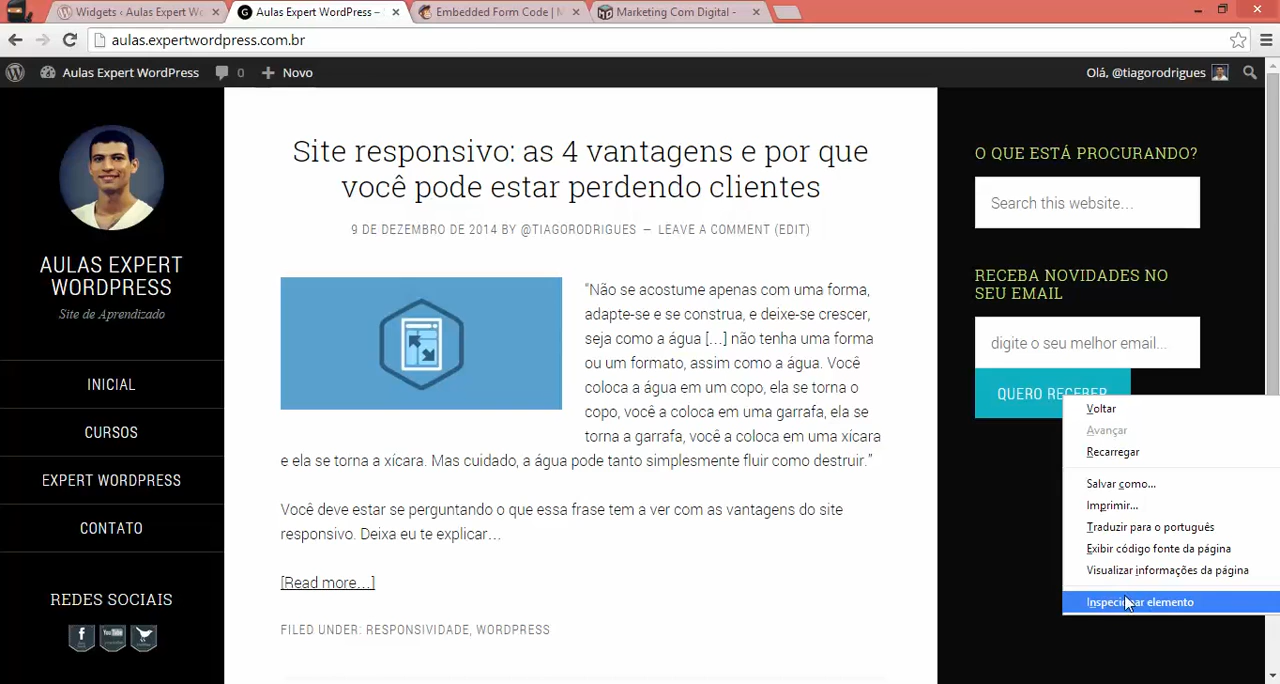 Widgets ‹ Aulas Expert Wo
Aulas Expert WordPress –
Embedded Form Code | M
Marketing Com Digital -
aulas.expertwordpress.com.br
Aulas Expert WordPress
0
Novo
Olá, @tiagorodrigues
AULAS EXPERT
WORDPRESS
Site de Aprendizado
INICIAL
CURSOS
EXPERT WORDPRESS
CONTATO
REDES SOCIAIS
Site responsivo: as 4 vantagens e por que
você pode estar perdendo clientes
9 DE DEZEMBRO DE 2014 BY @TIAGORODRIGUES — LEAVE A COMMENT (EDIT)
“Não se acostume apenas com uma forma,
adapte-se e se construa, e deixe-se crescer,
seja como a água […] não tenha uma forma
ou um formato, assim como a água. Você
coloca a água em um copo, ela se torna o
copo, você a coloca em uma garrafa, ela se
torna a garrafa, você a coloca em uma xícara
e ela se torna a xícara. Mas cuidado, a água pode tanto simplesmente fluir como destruir.”
Você deve estar se perguntando o que essa frase tem a ver com as vantagens do site
responsivo. Deixa eu te explicar…
[Read more…]
FILED UNDER: RESPONSIVIDADE, WORDPRESS
O QUE ESTÁ PROCURANDO?
Search this website…
RECEBA NOVIDADES NO
SEU EMAIL
digite o seu melhor email...
QUERO RECEBER
Voltar
Avançar
Recarregar
Salvar como...
Imprimir...
Traduzir para o português
Exibir código fonte da página
Visualizar informações da página
Inspecionar elemento